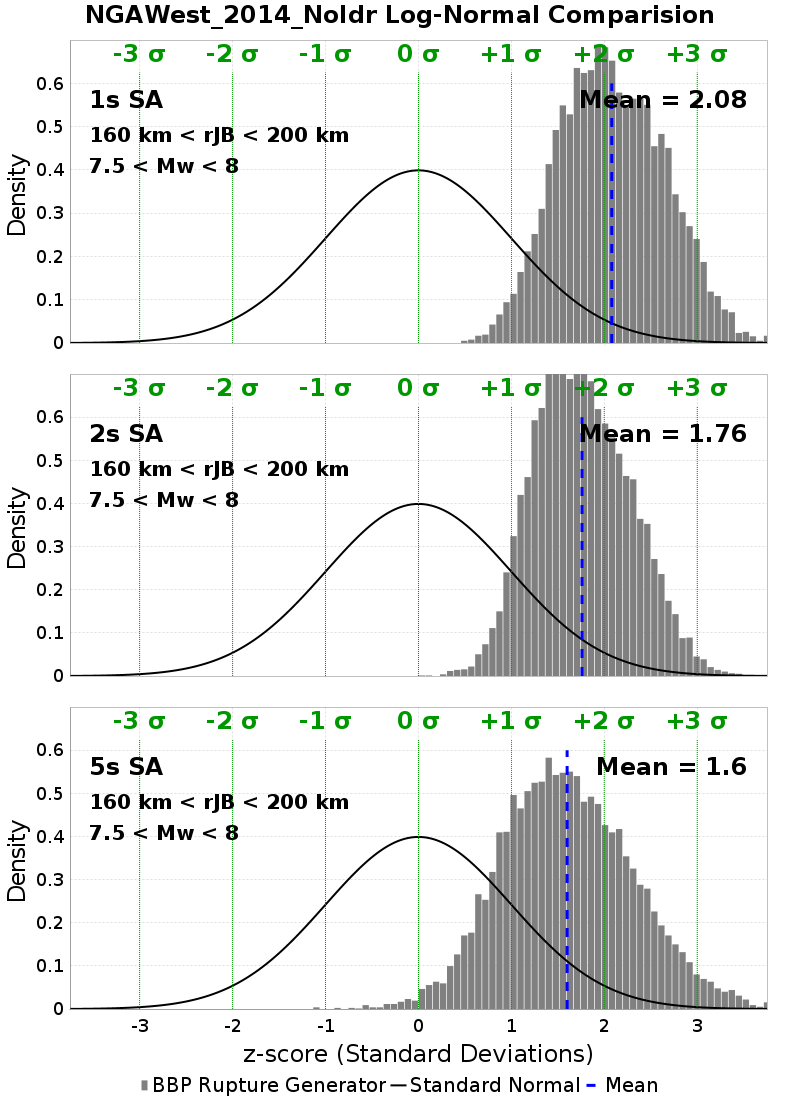 NGAWest_2014_NoIdr Log-Normal Comparision
-3 σ -2 σ -1 σ 0 σ +1 σ +2 σ +3 σ
1s SA
Mean = 2.08
160 km < rJB < 200 km
7.5 < Mw < 8
Density
0.6
0.5
0.4
0.3
0.2
0.1
0
-3 σ -2 σ -1 σ 0 σ +1 σ +2 σ +3 σ
2s SA
Mean = 1.76
160 km < rJB < 200 km
7.5 < Mw < 8
Density
0.6
0.5
0.4
0.3
0.2
0.1
0
-3 σ -2 σ -1 σ 0 σ +1 σ +2 σ +3 σ
5s SA
Mean = 1.6
160 km < rJB < 200 km
7.5 < Mw < 8
Density
0.6
0.5
0.4
0.3
0.2
0.1
0
-3 -2 -1 0 1 2 3
z-score (Standard Deviations)
BBP Rupture Generator Standard Normal Mean